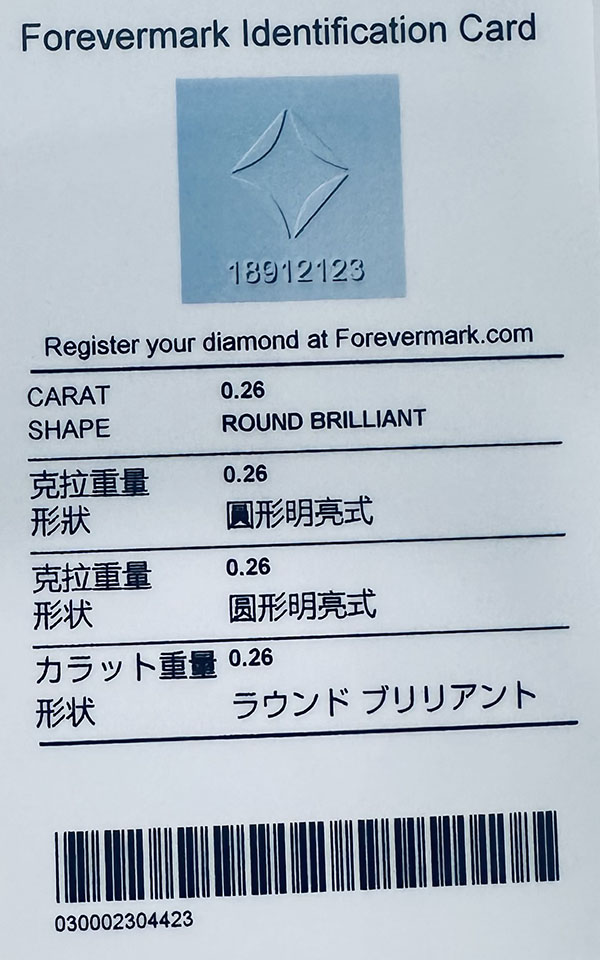 Forevermark Identification Card
18912123
Register your diamond at Forevermark.com
CARAT 0.26
SHAPE ROUND BRILLIANT
克拉重量 0.26
形狀 圓形明亮式
克拉重量 0.26
形状 圆形明亮式
カラット重量 0.26
形状 ラウンド ブリリアント
030002304423